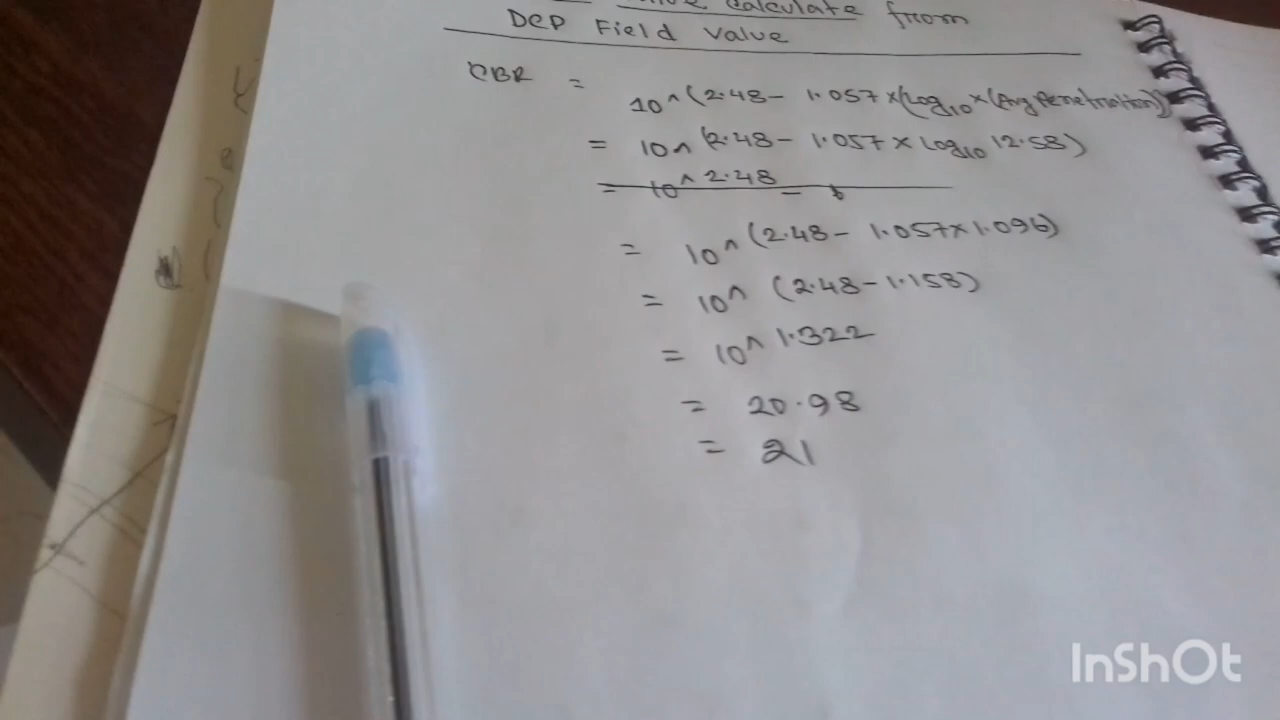 calculate from
DCP Field value
CBR = 10^(2.48- 1.057×(Log10×(Avg Penetration))
= 10^(2.48- 1.057× Log10 12.58)
= 10^2.48 -
= 10^(2.48- 1.057×1.096)
= 10^ (2.48-1.158)
= 10^1.322
= 20.98
= 21
InShOt